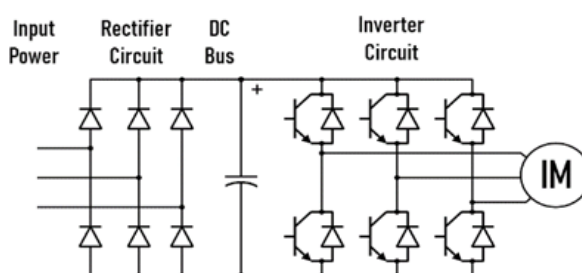 Input
Power
Rectifier
Circuit
DC
Bus
Inverter
Circuit
+
IM